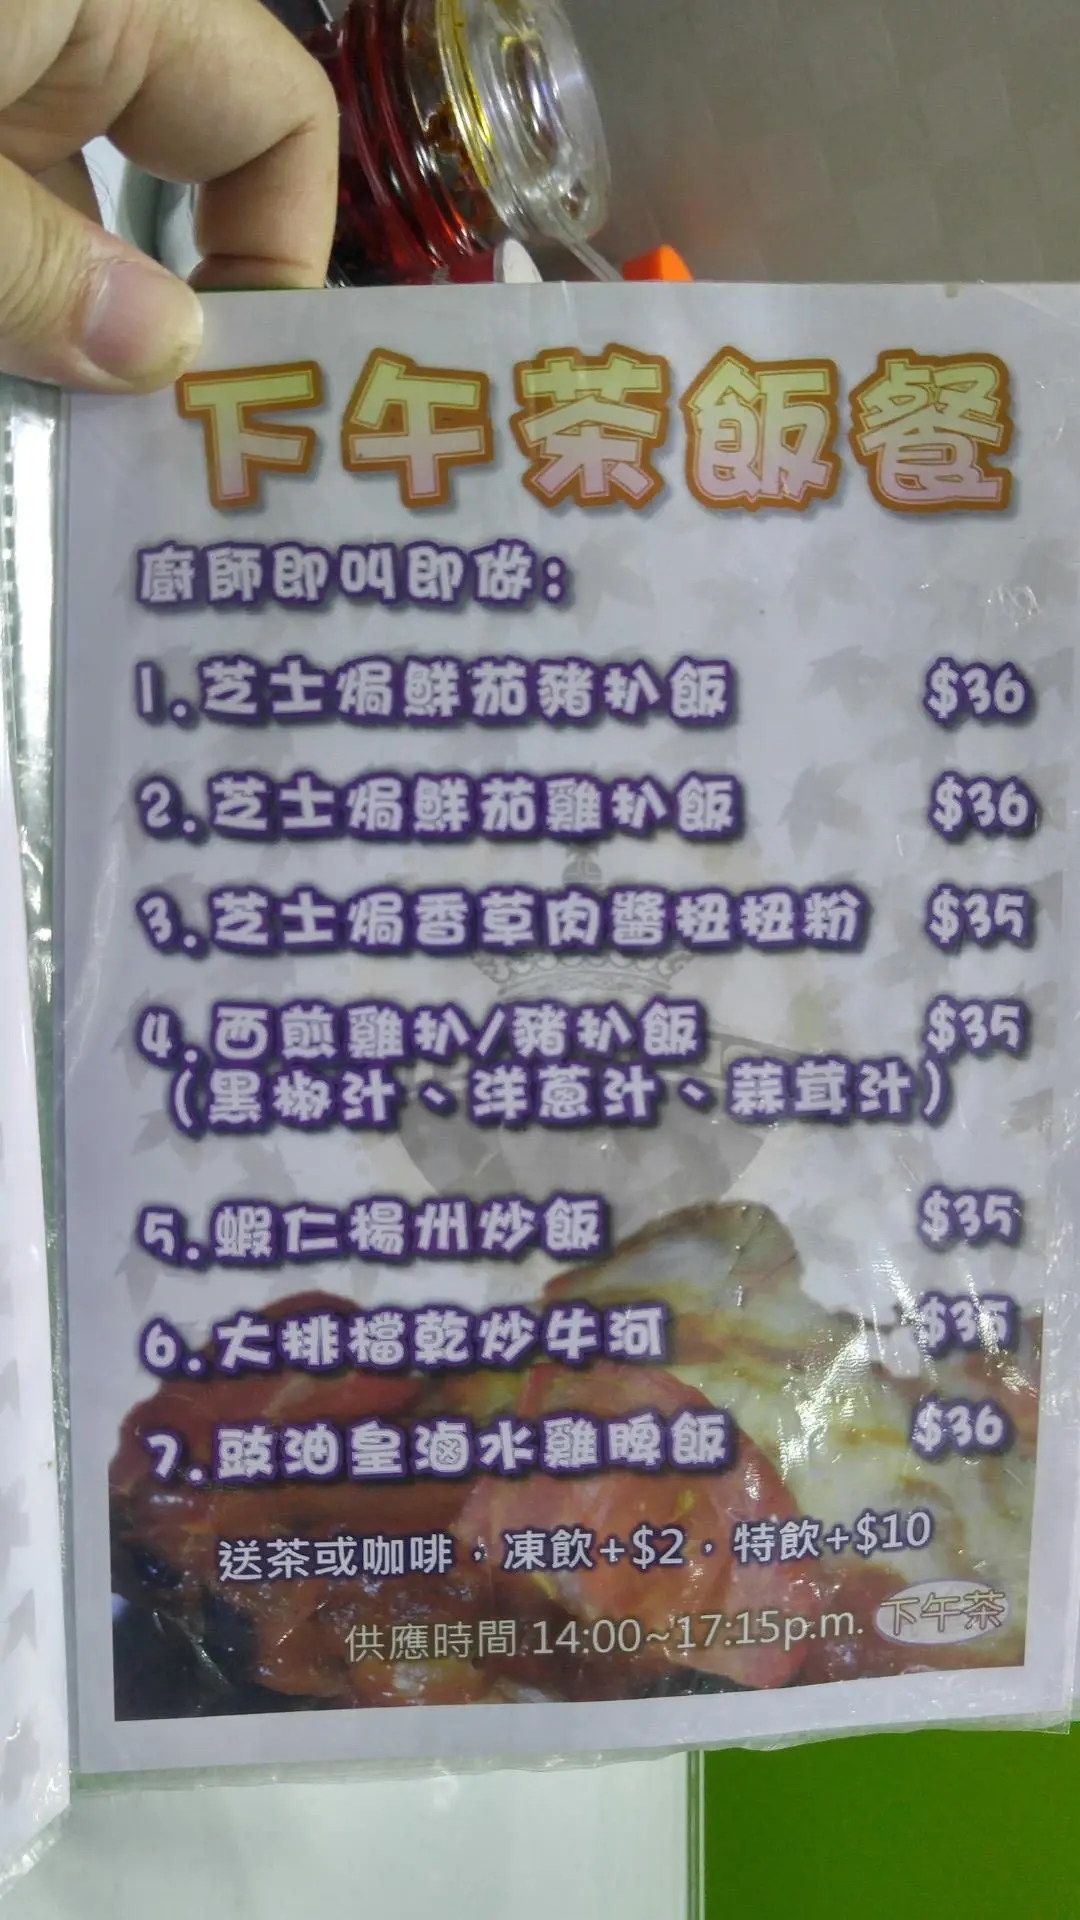 下午茶飯餐
廚師即叫即做:
1.芝士焗鮮茄豬扒飯 $36
2.芝士焗鮮茄雞扒飯 $36
3.芝士焗香草肉醬扭扭粉 $35
4.西煎雞扒/豬扒飯 $35
(黑椒汁、洋蔥汁、蒜茸汁)
5.蝦仁揚州炒飯 $35
6.大排檔乾炒牛河 $35
7.豉油皇滷水雞髀飯 $36
送茶或咖啡,凍飲+$2,特飲+$10
供應時間 14:00~17:15p.m. 下午茶